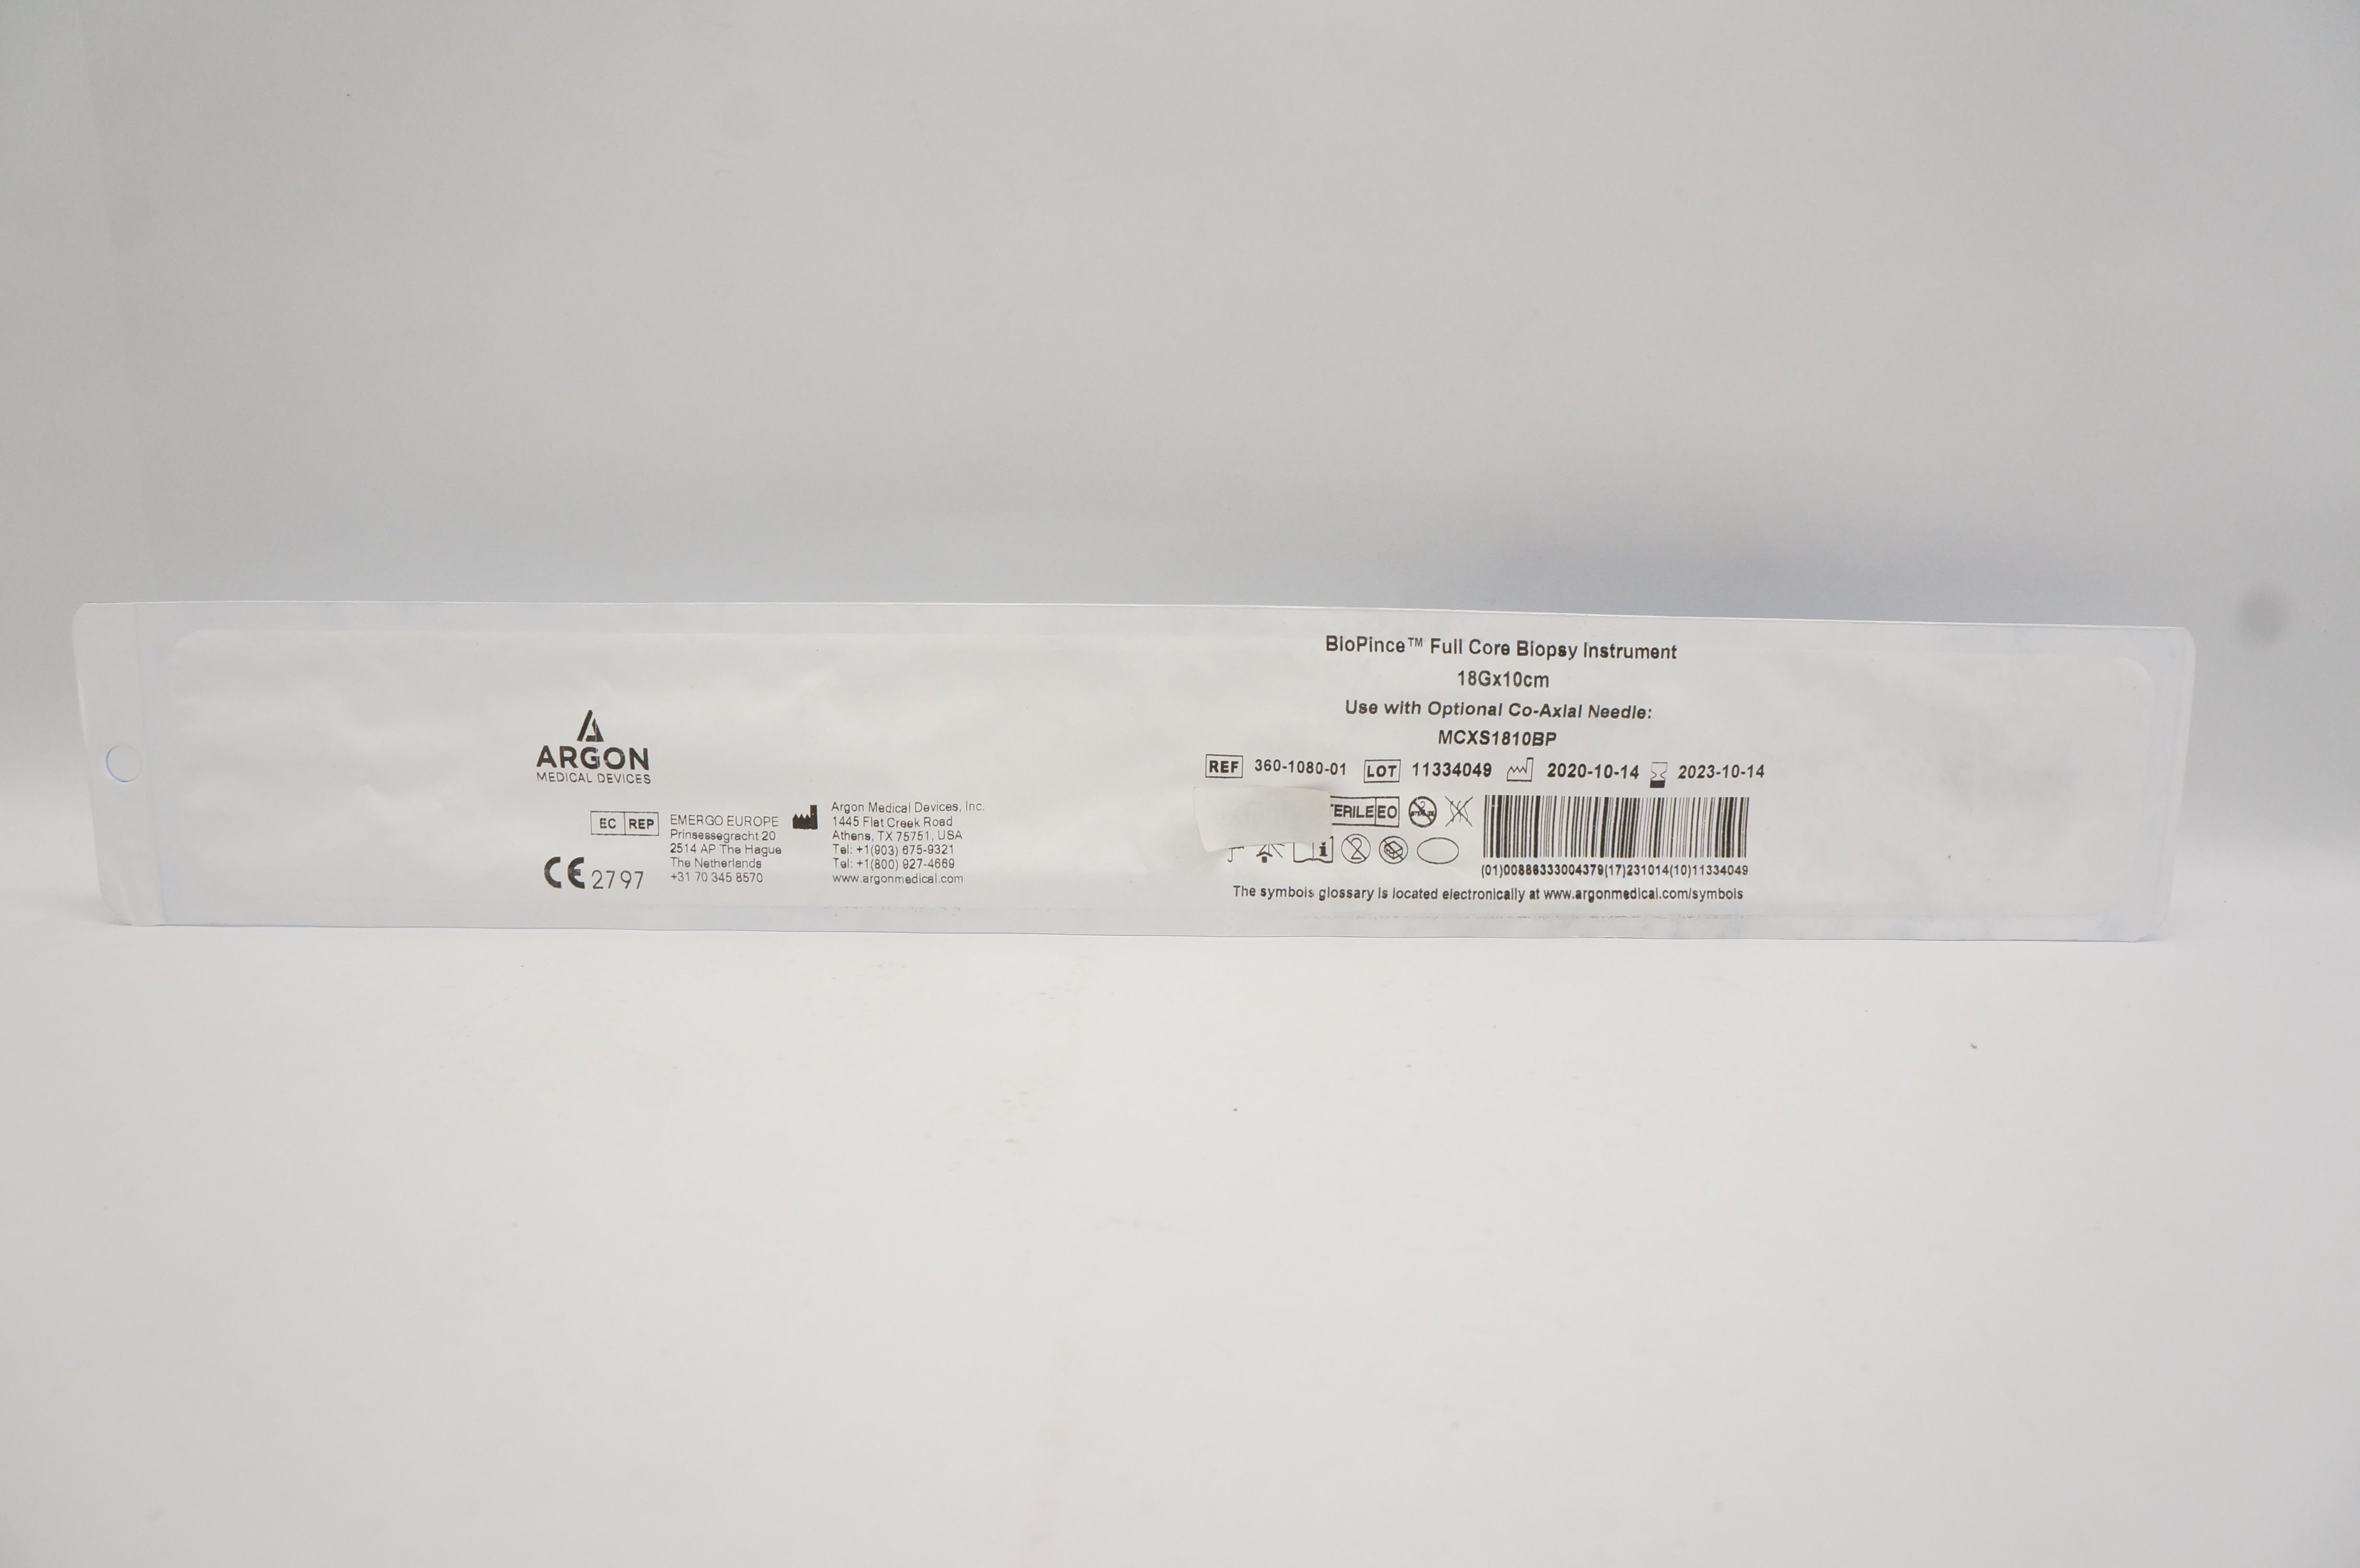 ARGON
MEDICAL DEVICES
EC REP
EMERGO EUROPE
Prinsessegracht 20
2514 AP The Hague
The Netherlands
+31 70 345 8570
CE 2797
Argon Medical Devices, Inc.
1445 Flat Creek Road
Athens, TX 75751, USA
Tel: +1(903) 675-9321
Tel: +1(800) 927-4669
www.argonmedical.com
BioPince™ Full Core Biopsy Instrument
18Gx10cm
Use with Optional Co-Axial Needle:
MCXS1810BP
REF 360-1080-01 LOT 11334049 2020-10-14 2023-10-14
ERILE EO
i 2
(01)00886333004379(17)231014(10)11334049
The symbols glossary is located electronically at www.argonmedical.com/symbols